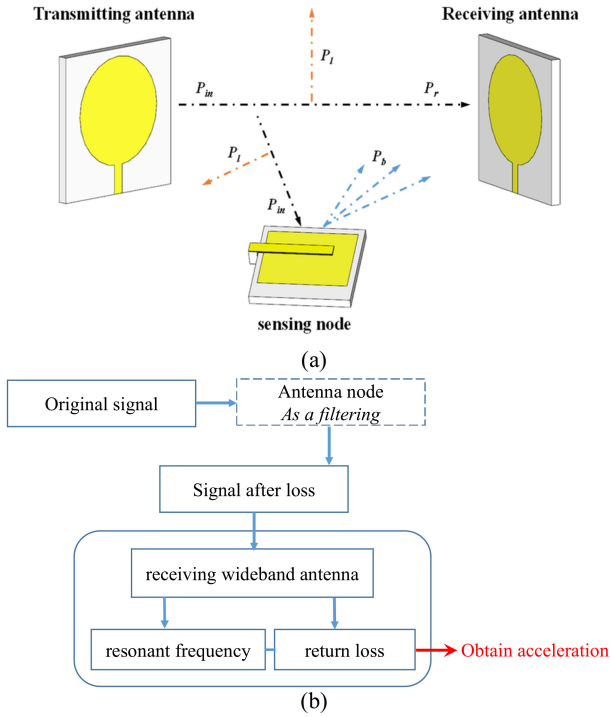 Transmitting antenna
Receiving antenna
P_l
P_in
P_r
P_l
P_b
P_in
sensing node
(a)
Original signal
Antenna node
As a filtering
Signal after loss
receiving wideband antenna
resonant frequency
return loss
Obtain acceleration
(b)